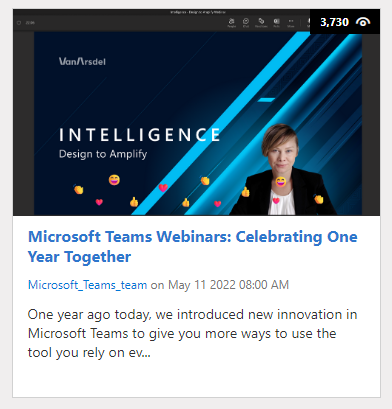 3,730
VanArsdel
INTELLIGENCE
Design to Amplify
Microsoft Teams Webinars: Celebrating One
Year Together
Microsoft_Teams_team on May 11 2022 08:00 AM
One year ago today, we introduced new innovation in
Microsoft Teams to give you more ways to use the
tool you rely on ev...